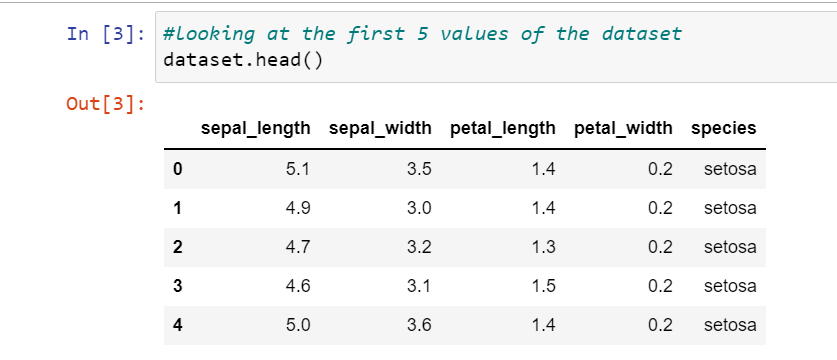 In [3]: #looking at the first 5 values of the dataset
dataset.head()
Out[3]:
sepal_length sepal_width petal_length petal_width species
0 5.1 3.5 1.4 0.2 setosa
1 4.9 3.0 1.4 0.2 setosa
2 4.7 3.2 1.3 0.2 setosa
3 4.6 3.1 1.5 0.2 setosa
4 5.0 3.6 1.4 0.2 setosa